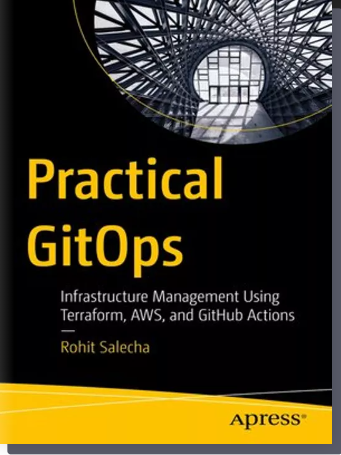 Practical
GitOps
Infrastructure Management Using
Terraform, AWS, and GitHub Actions
Rohit Salecha
Apress®